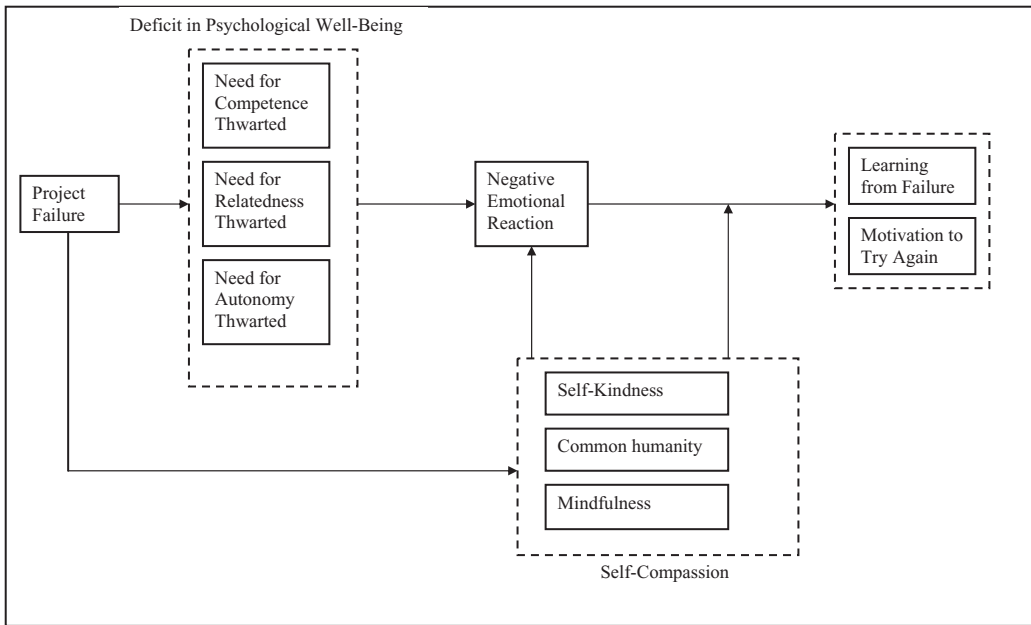 Deficit in Psychological Well-Being
Need for
Competence
Thwarted
Project
Failure
Need for
Relatedness
Thwarted
Need for
Autonomy
Thwarted
Negative
Emotional
Reaction
Learning
from Failure
Motivation to
Try Again
Self-Kindness
Common humanity
Mindfulness
Self-Compassion